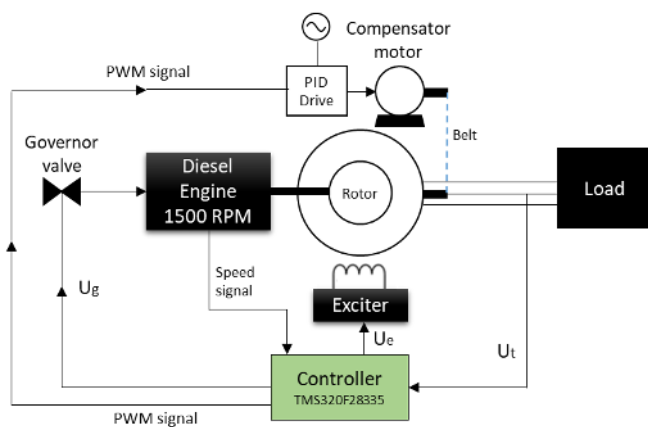 Compensator
motor
PWM signal
PID
Drive
Belt
Governor
valve
Diesel
Engine
1500 RPM
Rotor
Load
Speed
signal
Ug
Exciter
Ue
Ut
Controller
TMS320F28335
PWM signal